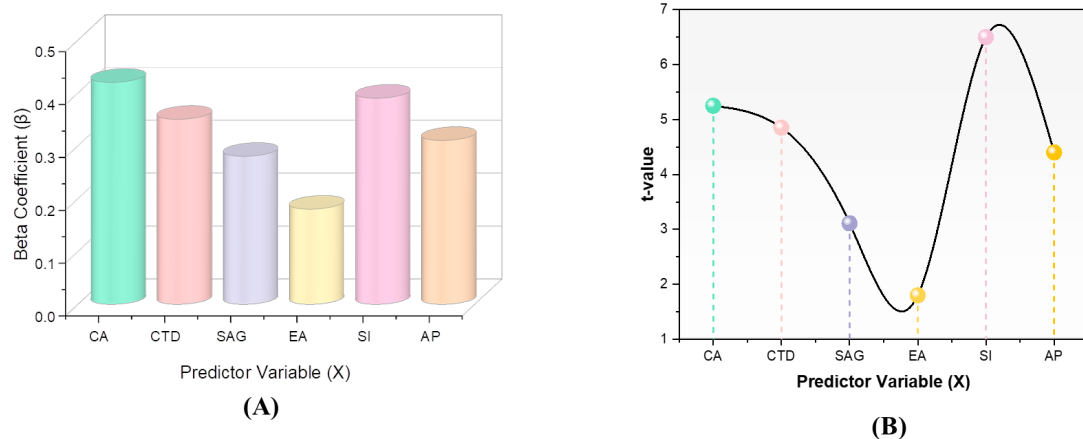 0.5
0.4
0.3
0.2
0.1
0.0
Beta Coefficient (β)
CA CTD SAG EA SI AP
Predictor Variable (X)
(A)
7
6
5
4
3
2
1
t-value
CA CTD SAG EA SI AP
Predictor Variable (X)
(B)